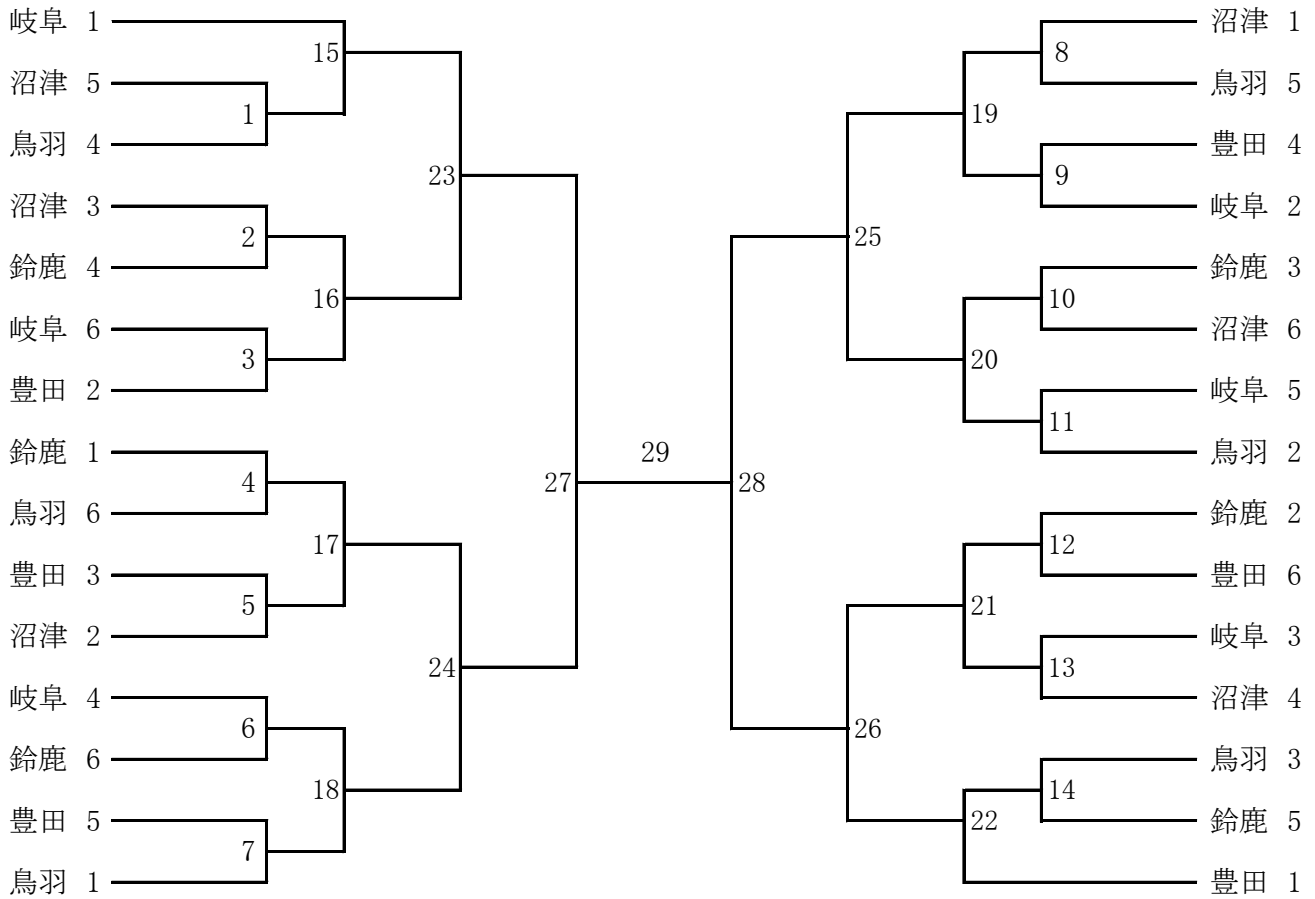 岐阜 1
沼津 5
鳥羽 4
沼津 3
鈴鹿 4
岐阜 6
豊田 2
鈴鹿 1
鳥羽 6
豊田 3
沼津 2
岐阜 4
鈴鹿 6
豊田 5
鳥羽 1
1
2
3
4
5
6
7
15
16
17
18
23
24
27
29
28
25
26
19
20
21
22
8
9
10
11
12
13
14
沼津 1
鳥羽 5
豊田 4
岐阜 2
鈴鹿 3
沼津 6
岐阜 5
鳥羽 2
鈴鹿 2
豊田 6
岐阜 3
沼津 4
鳥羽 3
鈴鹿 5
豊田 1